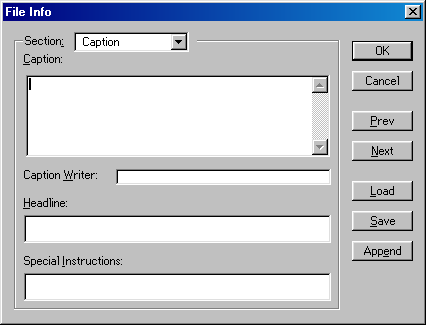 File Info
Section: Caption
Caption:
Caption Writer:
Headline:
Special Instructions:
OK
Cancel
Prev
Next
Load
Save
Append